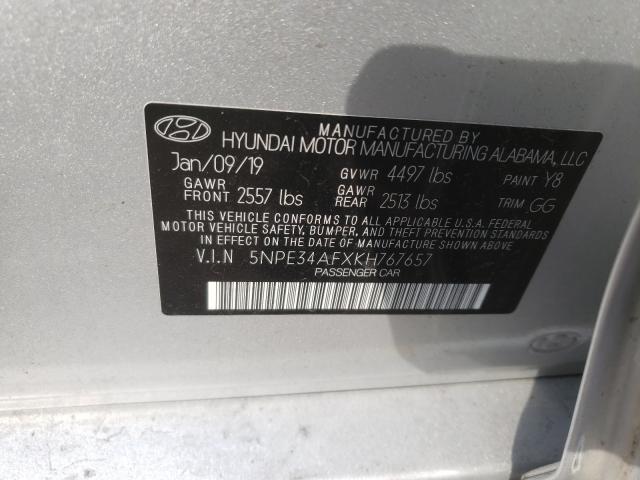 MANUFACTURED BY
HYUNDAI MOTOR MANUFACTURING ALABAMA, LLC
Jan/09/19 GVWR 4497 lbs PAINT Y8
GAWR FRONT 2557 lbs GAWR REAR 2513 lbs TRIM GG
THIS VEHICLE CONFORMS TO ALL APPLICABLE U.S.A. FEDERAL
MOTOR VEHICLE SAFETY, BUMPER, AND THEFT PREVENTION STANDARDS
IN EFFECT ON THE DATE OF MANUFACTURE SHOWN ABOVE
V.I.N 5NPE34AFXKH767657
PASSENGER CAR